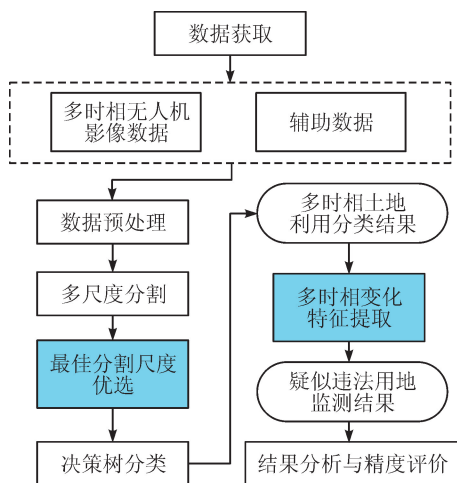 数据获取
多时相无人机
影像数据
辅助数据
数据预处理
多尺度分割
最佳分割尺度
优选
决策树分类
多时相土地
利用分类结果
多时相变化
特征提取
疑似违法用地
监测结果
结果分析与精度评价